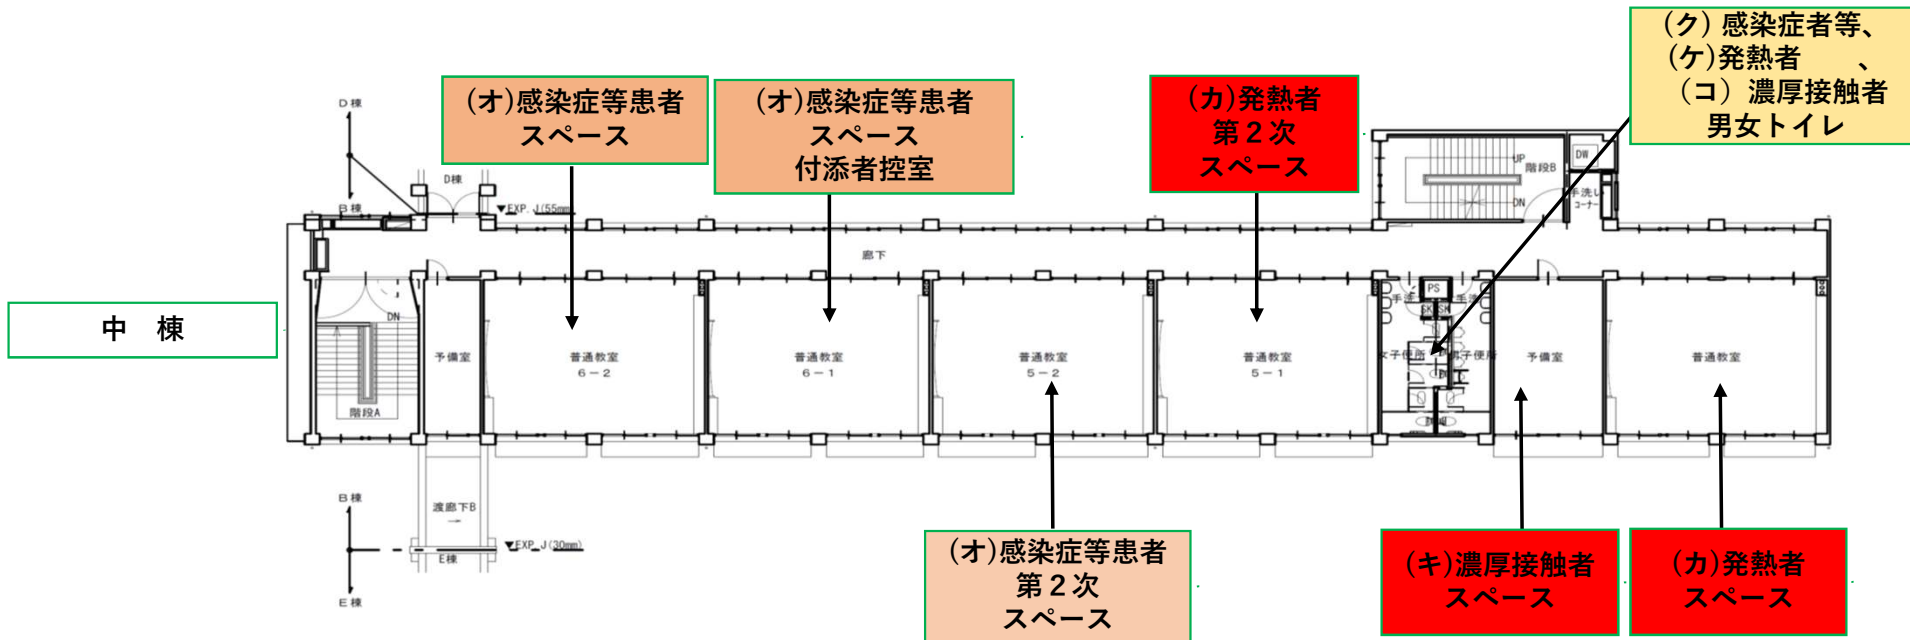 (ク) 感染症者等、
(ケ)発熱者　　、
(コ) 濃厚接触者
男女トイレ
(オ)感染症等患者
スペース
(オ)感染症等患者
スペース
付添者控室
(カ)発熱者
第２次
スペース
D棟
B棟
D棟
▼EXP.J(55mm)
UP
階段B
DN
DW
手洗い
コーナー
廊下
中　棟
DN
階段A
予備室
普通教室
6－2
普通教室
6－1
普通教室
5－2
普通教室
5－1
手洗
PS
手洗
SK
SK
女子便所
男子便所
予備室
普通教室
B棟
渡廊下B
▼EXP.J(30mm)
E棟
E棟
(オ)感染症等患者
第２次
スペース
(キ)濃厚接触者
スペース
(カ)発熱者
スペース